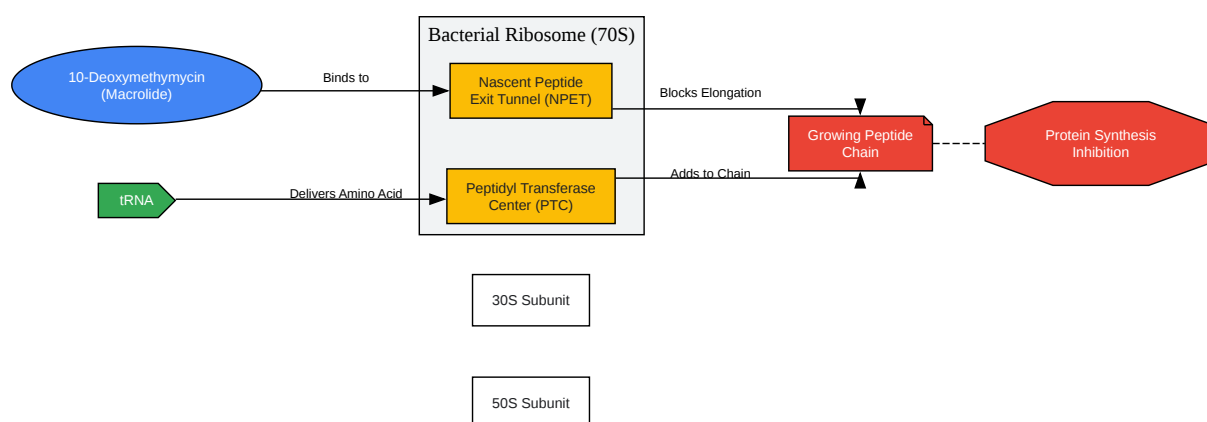 Bacterial Ribosome (70S)
10-Deoxymethymycin
(Macrolide)
Binds to
Nascent Peptide
Exit Tunnel (NPET)
Blocks Elongation
Growing Peptide
Chain
Protein Synthesis
Inhibition
tRNA
Delivers Amino Acid
Peptidyl Transferase
Center (PTC)
Adds to Chain
30S Subunit
50S Subunit